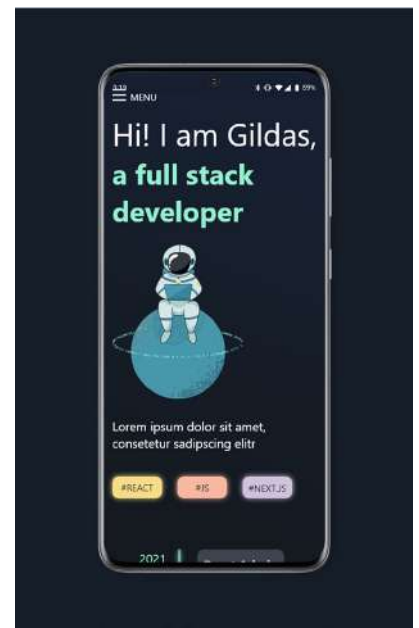 MENU
89%
Hi! I am Gildas,
a full stack
developer
Lorem ipsum dolor sit amet,
consetetur sadipscing elitr
#REACT #JS #NEXT.JS
2021